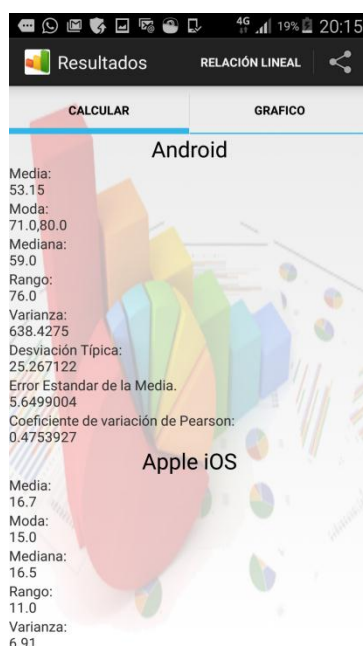 4G 19% 20:15
Resultados RELACIÓN LINEAL
CALCULAR GRAFICO
Android
Media:
53.15
Moda:
71.0,80.0
Mediana:
59.0
Rango:
76.0
Varianza:
638.4275
Desviación Típica:
25.267122
Error Estandar de la Media.
5.6499004
Coeficiente de variación de Pearson:
0.4753927
Apple iOS
Media:
16.7
Moda:
15.0
Mediana:
16.5
Rango:
11.0
Varianza:
6.91